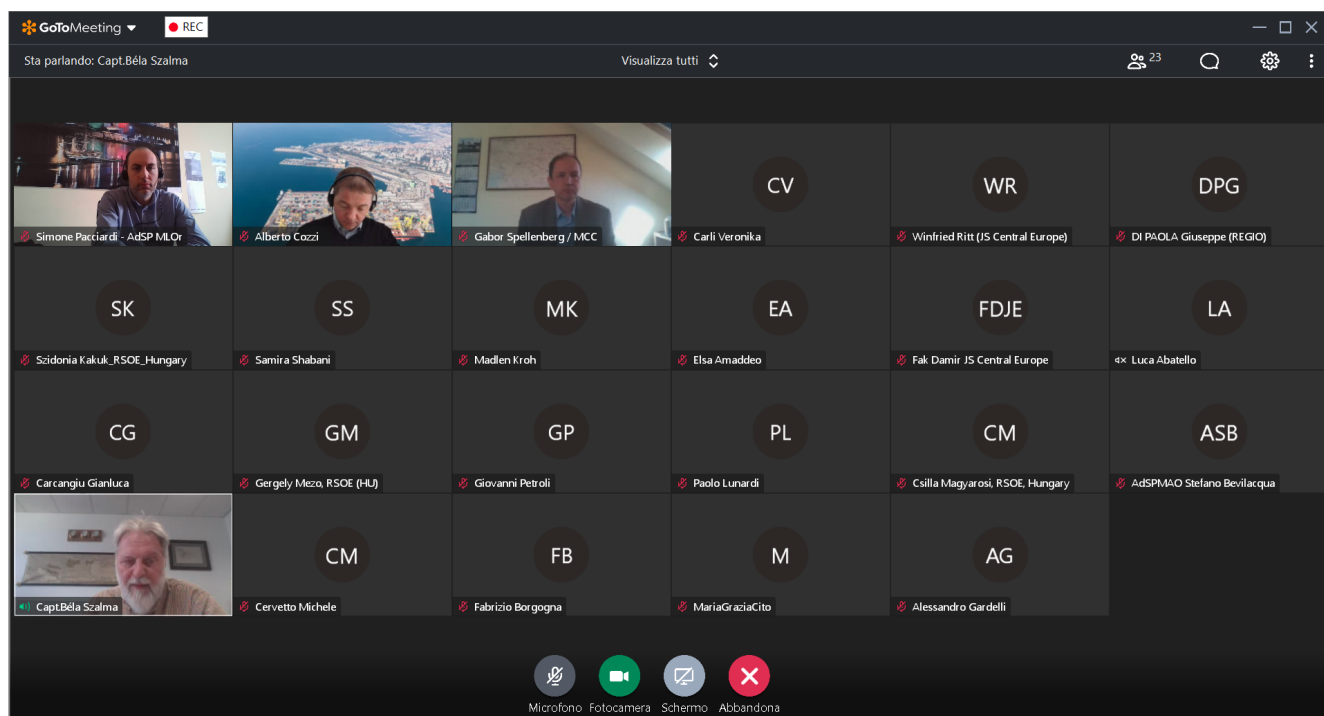 GoToMeeting
REC
Sta parlando: Capt.Béla Szalma
Visualizza tutti
23
Simone Pacciardi - AdSP MLOr
Alberto Cozzi
Gabor Spellenberg / MCC
CV
Carli Veronika
WR
Winfried Ritt (JS Central Europe)
DPG
DI PAOLA Giuseppe (REGIO)
SK
Szidonia Kakuk_RSOE_Hungary
SS
Samira Shabani
MK
Madlen Kroh
EA
Elsa Amaddeo
FDJE
Fak Damir JS Central Europe
LA
Luca Abatello
CG
Carcangiu Gianluca
GM
Gergely Mezo, RSOE (HU)
GP
Giovanni Petroli
PL
Paolo Lunardi
CM
Csilla Magyarosi, RSOE, Hungary
ASB
AdSPMAO Stefano Bevilacqua
Capt.Béla Szalma
CM
Cervetto Michele
FB
Fabrizio Borgogna
M
MariaGraziaCito
AG
Alessandro Gardelli
Microfono
Fotocamera
Schermo
Abbandona